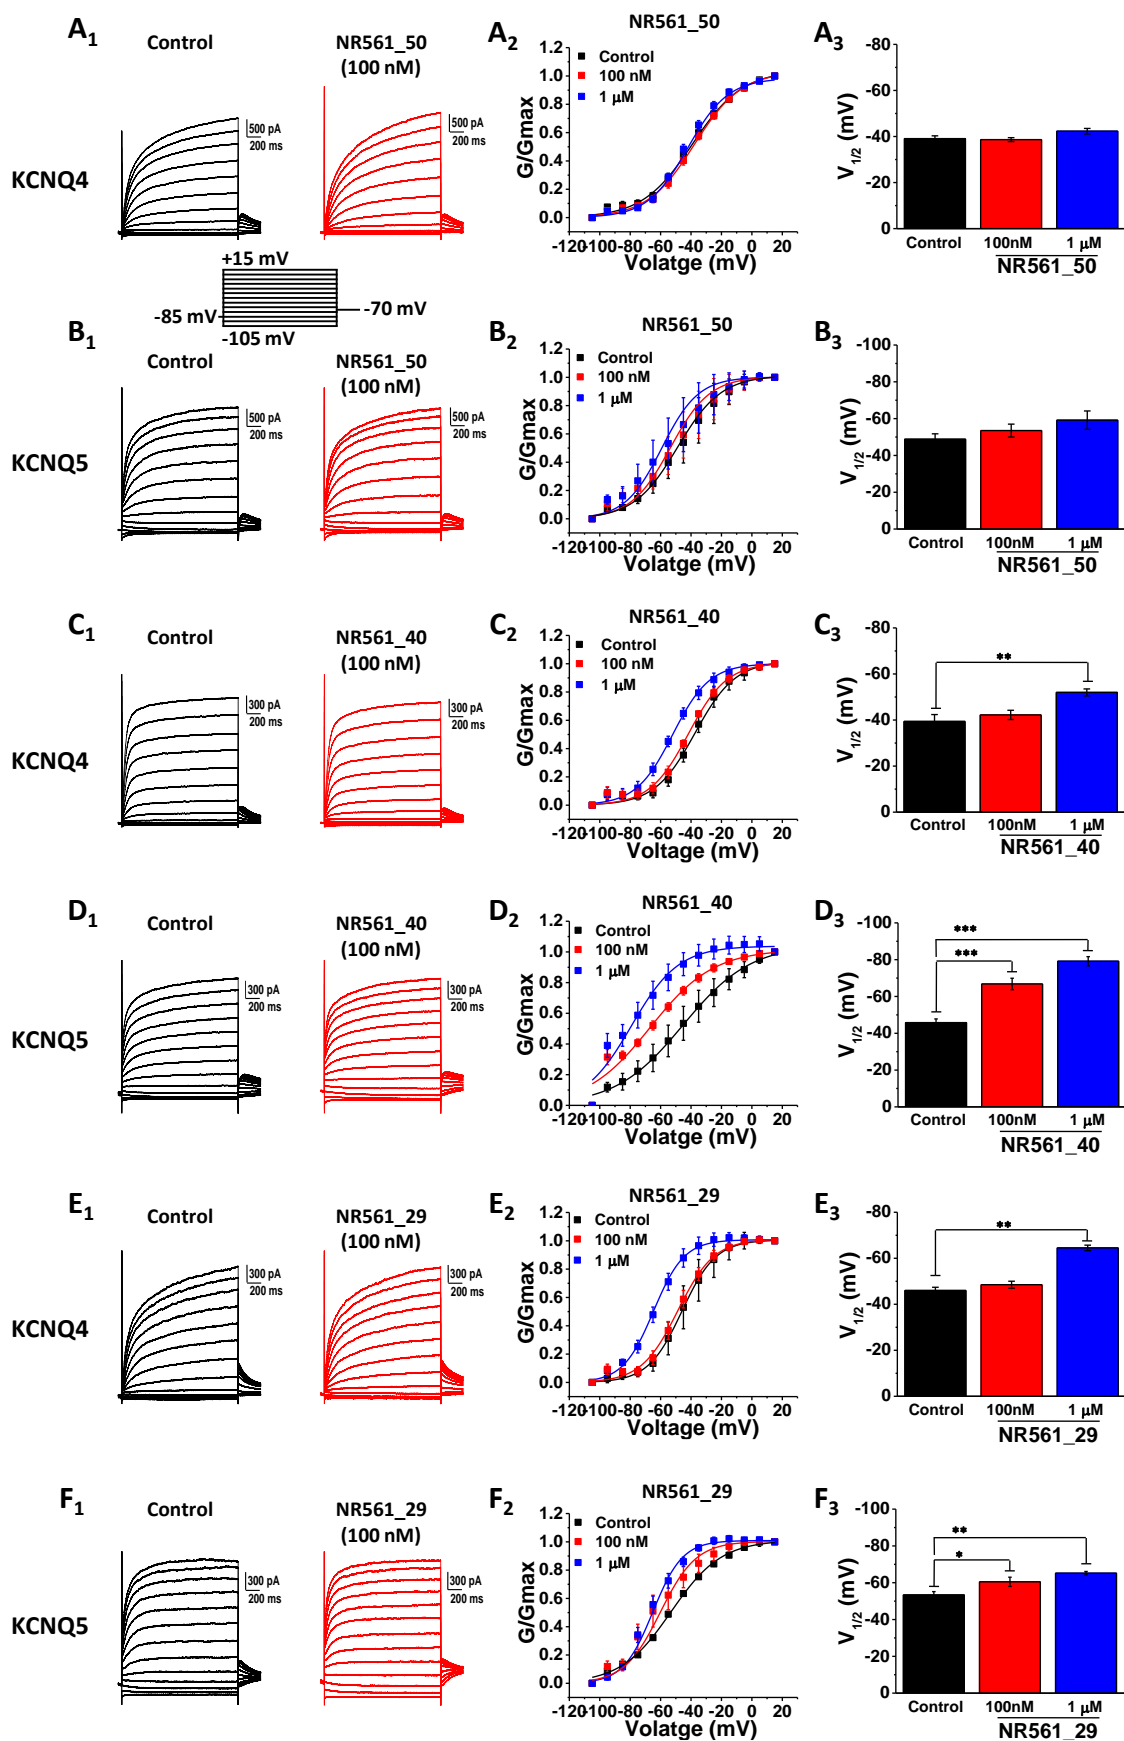 A1
Control
NR561_50
(100 nM)
500 pA
200 ms
500 pA
200 ms
KCNQ4
+15 mV
-85 mV
-70 mV
-105 mV
A2
NR561_50
Control
100 nM
1 μM
G/Gmax
1.2
1.0
0.8
0.6
0.4
0.2
0.0
-120-100 -80 -60 -40 -20 0 20
Volatge (mV)
A3
V1/2 (mV)
-80
-60
-40
-20
0
Control 100nM 1 μM
NR561_50
B1
Control
NR561_50
(100 nM)
500 pA
200 ms
500 pA
200 ms
KCNQ5
B2
NR561_50
Control
100 nM
1 μM
G/Gmax
1.2
1.0
0.8
0.6
0.4
0.2
0.0
-120-100 -80 -60 -40 -20 0 20
Volatge (mV)
B3
V1/2 (mV)
-100
-80
-60
-40
-20
0
Control 100nM 1 μM
NR561_50
C1
Control
NR561_40
(100 nM)
300 pA
200 ms
300 pA
200 ms
KCNQ4
C2
NR561_40
Control
100 nM
1 μM
G/Gmax
1.2
1.0
0.8
0.6
0.4
0.2
0.0
-120-100 -80 -60 -40 -20 0 20
Voltage (mV)
C3
V1/2 (mV)
-80
-60
-40
-20
0
**
Control 100nM 1 μM
NR561_40
D1
Control
NR561_40
(100 nM)
300 pA
200 ms
300 pA
200 ms
KCNQ5
D2
NR561_40
Control
100 nM
1 μM
G/Gmax
1.2
1.0
0.8
0.6
0.4
0.2
0.0
-120-100 -80 -60 -40 -20 0 20
Volatge (mV)
D3
V1/2 (mV)
-100
-80
-60
-40
-20
0
***
***
Control 100nM 1 μM
NR561_40
E1
Control
NR561_29
(100 nM)
300 pA
200 ms
300 pA
200 ms
KCNQ4
E2
NR561_29
Control
100 nM
1 μM
G/Gmax
1.2
1.0
0.8
0.6
0.4
0.2
0.0
-120-100 -80 -60 -40 -20 0 20
Voltage (mV)
E3
V1/2 (mV)
-80
-60
-40
-20
0
**
Control 100nM 1 μM
NR561_29
F1
Control
NR561_29
(100 nM)
300 pA
200 ms
300 pA
200 ms
KCNQ5
F2
NR561_29
Control
100 nM
1 μM
G/Gmax
1.2
1.0
0.8
0.6
0.4
0.2
0.0
-120-100 -80 -60 -40 -20 0 20
Volatge (mV)
F3
V1/2 (mV)
-100
-80
-60
-40
-20
0
**
*
Control 100nM 1 μM
NR561_29